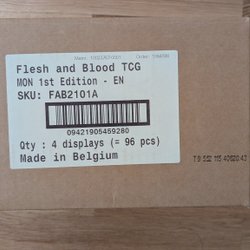 Flesh and Blood TCG
MON 1st Edition - EN
SKU: FAB2101A
09421905459280
Qty : 4 displays (= 96 pcs)
Made in Belgium